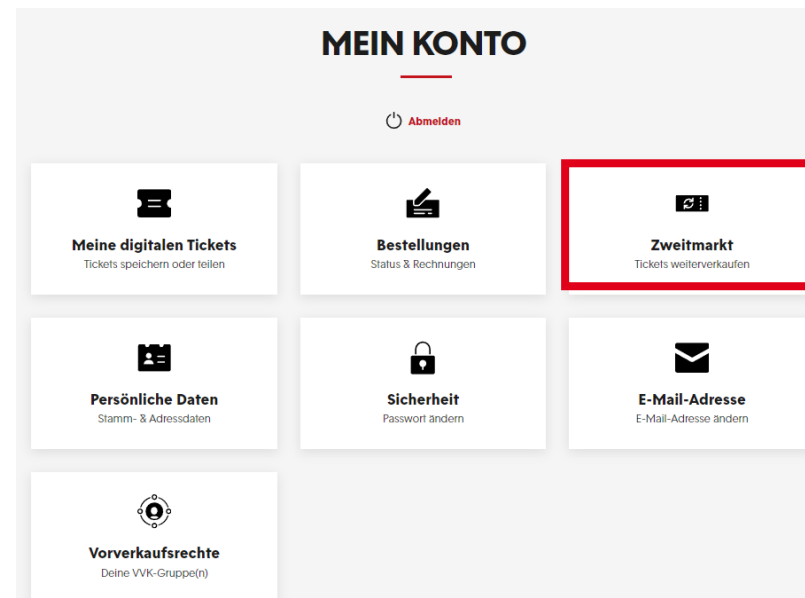 MEIN KONTO
Abmelden
Meine digitalen Tickets
Tickets speichern oder teilen
Bestellungen
Status & Rechnungen
Zweitmarkt
Tickets weiterverkaufen
Persönliche Daten
Stamm- & Adressdaten
Sicherheit
Passwort ändern
E-Mail-Adresse
E-Mail-Adresse ändern
Vorverkaufsrechte
Deine VVK-Gruppe(n)